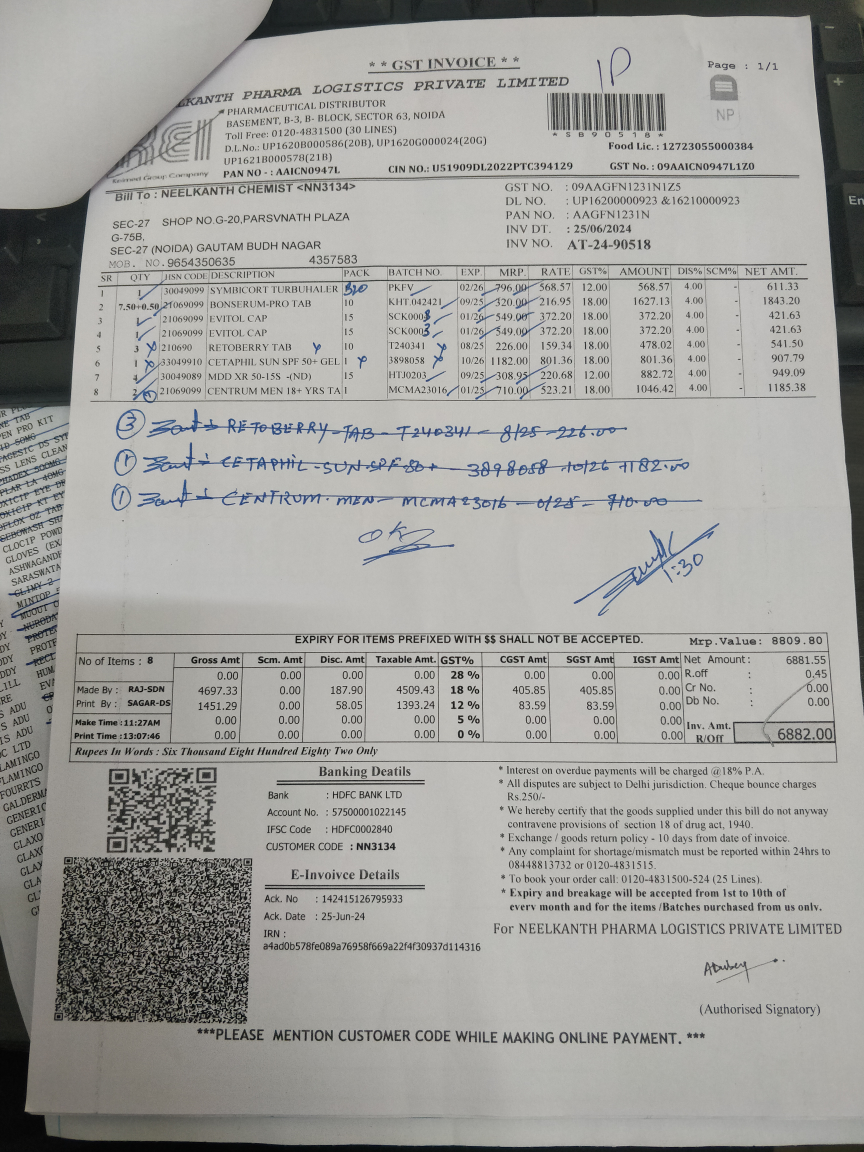 * * GST INVOICE * *
1P
Page : 1/1
KANTH PHARMA LOGISTICS PRIVATE LIMITED
PHARMACEUTICAL DISTRIBUTOR
BASEMENT, B-3, B- BLOCK, SECTOR 63, NOIDA
Toll Free: 0120-4831500 (30 LINES)
D.L.No.: UP1620B000586(20B), UP1620G000024(20G)
UP1621B000578(21B)
PAN NO - : AAICN0947L
CIN NO.: U51909DL2022PTC394129
*SB90518*
NP
Food Lic. : 12723055000384
GST No. : 09AAICN0947L1Z0
Group Company
Bill To : NEELKANTH CHEMIST <NN3134>
SEC-27 SHOP NO.G-20,PARSVNATH PLAZA
G-75B,
SEC-27 (NOIDA) GAUTAM BUDH NAGAR
MOB. NO.9654350635 4357583
GST NO. : 09AAGFN1231N1Z5
DL NO. : UP16200000923 &16210000923
PAN NO. : AAGFN1231N
INV DT. : 25/06/2024
INV NO. AT-24-90518
SR QTY HSN CODE DESCRIPTION PACK BATCH NO. EXP. MRP. RATE GST% AMOUNT DIS% SCM% NET AMT.
1 1 30049099 SYMBICORT TURBUHALER PKFV 02/26 796.00 568.57 12.00 568.57 4.00 - 611.33
2 7.50+0.50 21069099 BONSERUM-PRO TAB 10 KHT.042421 09/25 320.00 216.95 18.00 1627.13 4.00 - 1843.20
3 21069099 EVITOL CAP 15 01/26 549.00 372.20 18.00 372.20 4.00 - 421.63
4 21069099 EVITOL CAP 15 01/26 549.00 372.20 18.00 372.20 4.00 - 421.63
5 3 210690 RETOBERRY TAB 10 T240341 08/25 226.00 159.34 18.00 478.02 4.00 - 541.50
6 1 33049910 CETAPHIL SUN SPF 50+ GEL 1 3898058 10/26 1182.00 801.36 18.00 801.36 4.00 - 907.79
7 4 30049089 MDD XR 50-15S -(ND) 15 HTJ0203 09/25 308.95 220.68 12.00 882.72 4.00 - 949.09
8 2 21069099 CENTRUM MEN 18+ YRS TA 1 MCMA23016 01/25 710.00 523.21 18.00 1046.42 4.00 - 1185.38
3 RETOBERRY-TAB - T240341 - 8/25 - 226.00
1 CETAPHIL-SUN-SPF-50+ - 3898058 10/26 1182.00
1 CENTRUM.MEN - MCMA23016 - 0/25 - 710.00
OK
1:30
EXPIRY FOR ITEMS PREFIXED WITH $$ SHALL NOT BE ACCEPTED.
Mrp.Value: 8809.80
No of Items : 8
Gross Amt Scm. Amt Disc. Amt Taxable Amt GST% CGST Amt SGST Amt IGST Amt
0.00 0.00 0.00 0.00 28 % 0.00 0.00 0.00
Made By : RAJ-SDN 4697.33 0.00 187.90 4509.43 18 % 405.85 405.85 0.00
Print By : SAGAR-DS 1451.29 0.00 58.05 1393.24 12 % 83.59 83.59 0.00
Make Time :11:27AM 0.00 0.00 0.00 0.00 5 % 0.00 0.00 0.00
Print Time :13:07:46 0.00 0.00 0.00 0.00 0 % 0.00 0.00 0.00
Net Amount : 6881.55
R.off : 0.45
Cr No. : 0.00
Db No. : 0.00
Inv. Amt. R/Off 6882.00
Rupees In Words : Six Thousand Eight Hundred Eighty Two Only
Banking Deatils
Bank : HDFC BANK LTD
Account No. : 57500001022145
IFSC Code : HDFC0002840
CUSTOMER CODE : NN3134
E-Invoivce Details
Ack. No : 142415126795933
Ack. Date : 25-Jun-24
IRN :
a4ad0b578fe089a76958f669a22f4f30937d114316
* Interest on overdue payments will be charged @18% P.A.
* All disputes are subject to Delhi jurisdiction. Cheque bounce charges
Rs.250/-
* We hereby certify that the goods supplied under this bill do not anyway
contravene provisions of section 18 of drug act, 1940.
* Exchange / goods return policy - 10 days from date of invoice.
* Any complaint for shortage/mismatch must be reported within 24hrs to
08448813732 or 0120-4831515.
* To book your order call: 0120-4831500-524 (25 Lines).
* Expiry and breakage will be accepted from 1st to 10th of
every month and for the items /Batches purchased from us only.
For NEELKANTH PHARMA LOGISTICS PRIVATE LIMITED
(Authorised Signatory)
***PLEASE MENTION CUSTOMER CODE WHILE MAKING ONLINE PAYMENT. ***